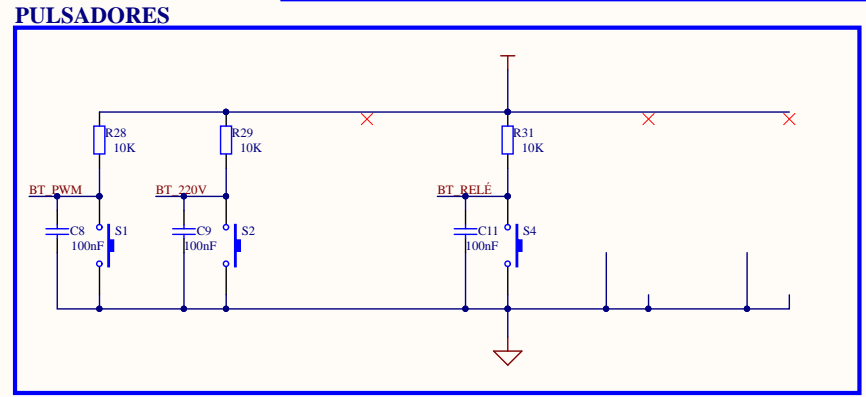 PULSADORES
R28
10K
R29
10K
R31
10K
BT_PWM
BT_220V
BT_RELÉ
C8
100nF
S1
C9
100nF
S2
C11
100nF
S4